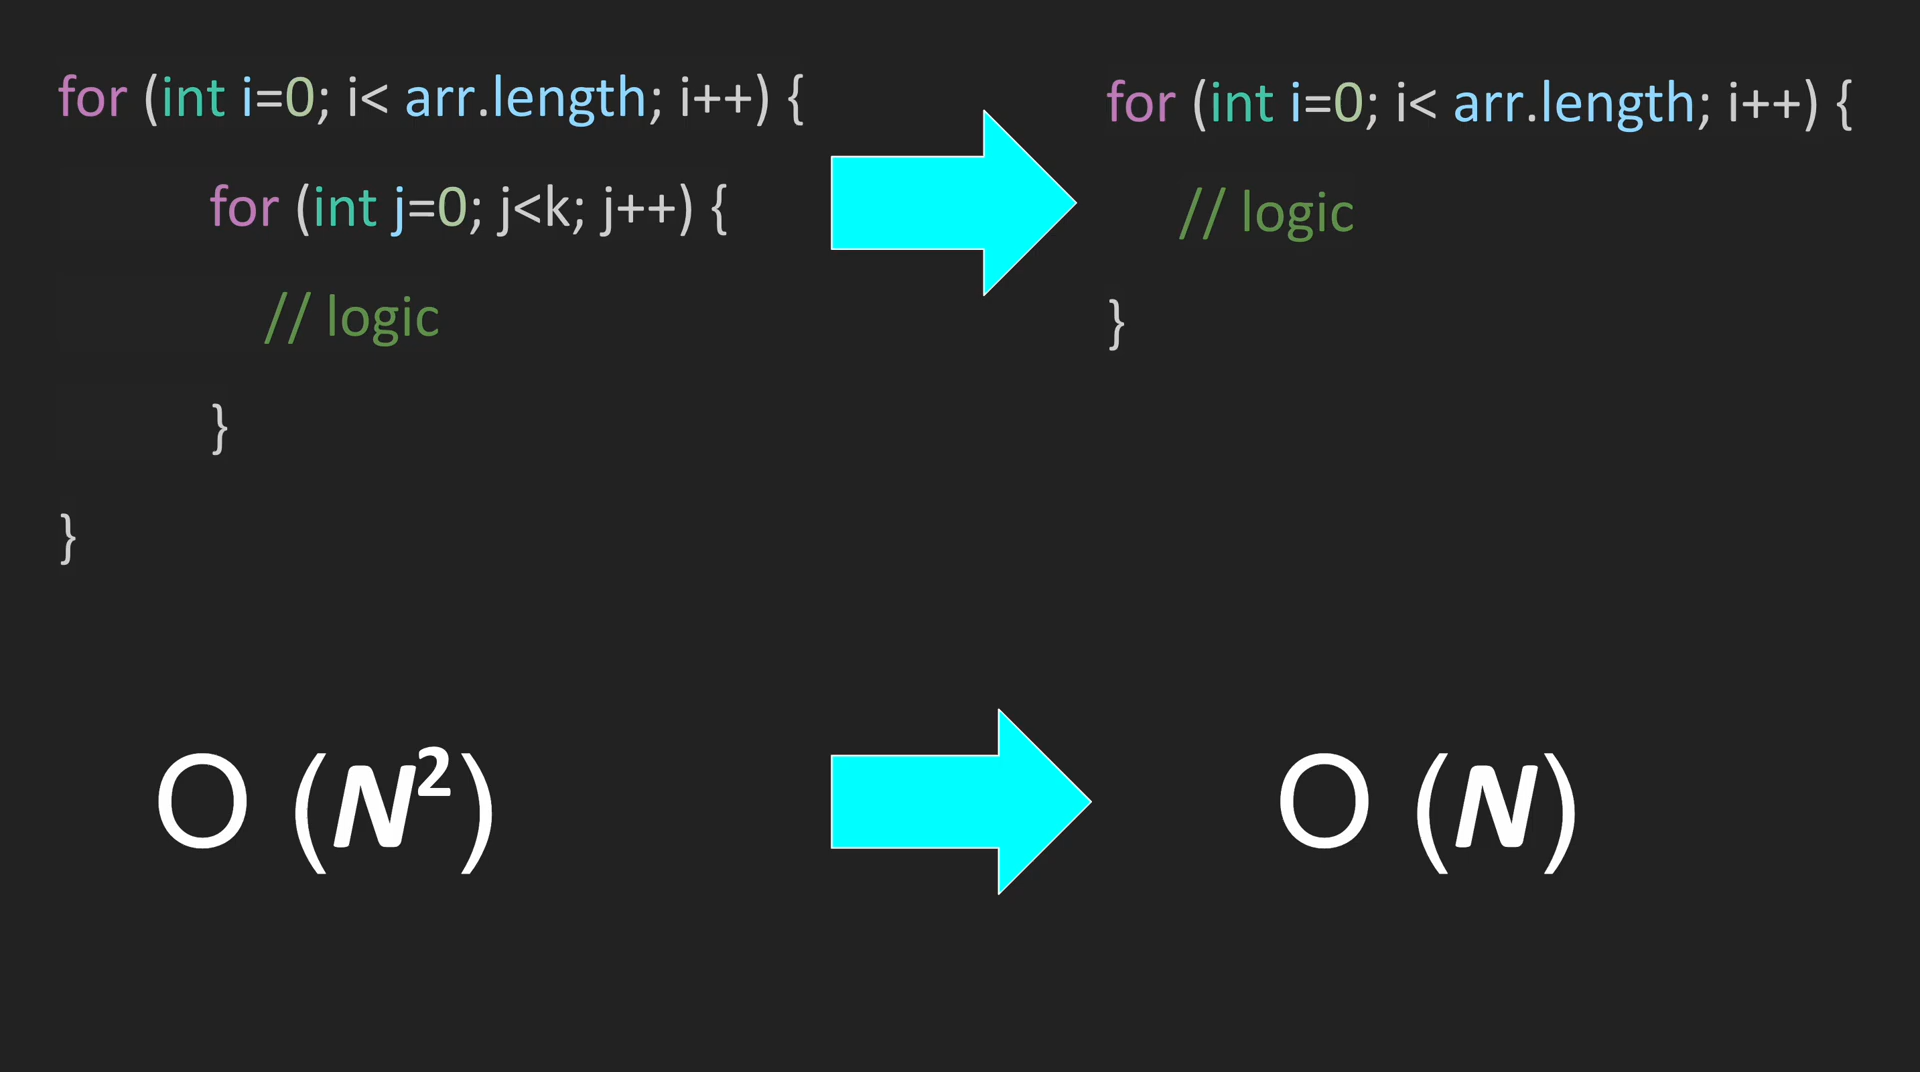 for (int i=0; i< arr.length; i++) {
for (int j=0; j<k; j++) {
// logic
}
}
for (int i=0; i< arr.length; i++) {
// logic
}
O (N²)
O (N)